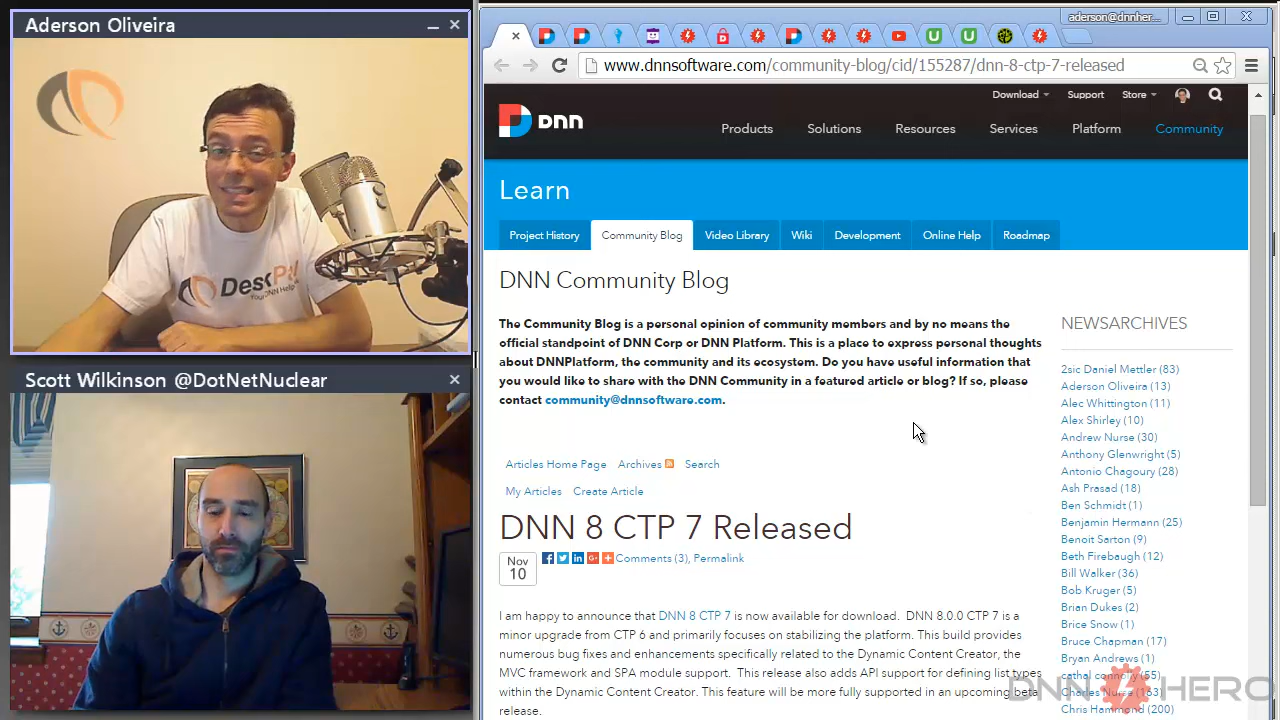 Aderson Oliveira
DeskPal
Your DNN Help
Scott Wilkinson @DotNetNuclear
aderson@dnnher...
www.dnnsoftware.com/community-blog/cid/155287/dnn-8-ctp-7-released
Download
Support
Store
dnn
Products
Solutions
Resources
Services
Platform
Community
Learn
Project History
Community Blog
Video Library
Wiki
Development
Online Help
Roadmap
DNN Community Blog
The Community Blog is a personal opinion of community members and by no means the
official standpoint of DNN Corp or DNN Platform. This is a place to express personal thoughts
about DNNPlatform, the community and its ecosystem. Do you have useful information that
you would like to share with the DNN Community in a featured article or blog? If so, please
contact community@dnnsoftware.com.
Articles Home Page
Archives
Search
My Articles
Create Article
DNN 8 CTP 7 Released
Nov
10
Comments (3), Permalink
I am happy to announce that DNN 8 CTP 7 is now available for download. DNN 8.0.0 CTP 7 is a
minor upgrade from CTP 6 and primarily focuses on stabilizing the platform. This build provides
numerous bug fixes and enhancements specifically related to the Dynamic Content Creator, the
MVC framework and SPA module support. This release also adds API support for defining list types
within the Dynamic Content Creator. This feature will be more fully supported in an upcoming beta
release.
NEWSARCHIVES
2sic Daniel Mettler (83)
Aderson Oliveira (13)
Alec Whittington (11)
Alex Shirley (10)
Andrew Nurse (30)
Anthony Glenwright (5)
Antonio Chagoury (28)
Ash Prasad (18)
Ben Schmidt (1)
Benjamin Hermann (25)
Benoit Sarton (9)
Beth Firebaugh (12)
Bill Walker (36)
Bob Kruger (5)
Brian Dukes (2)
Brice Snow (1)
Bruce Chapman (17)
Bryan Andrews (1)
cathal connolly (55)
Charles Nurse (163)
Chris Hammond (200)
DNN HERO